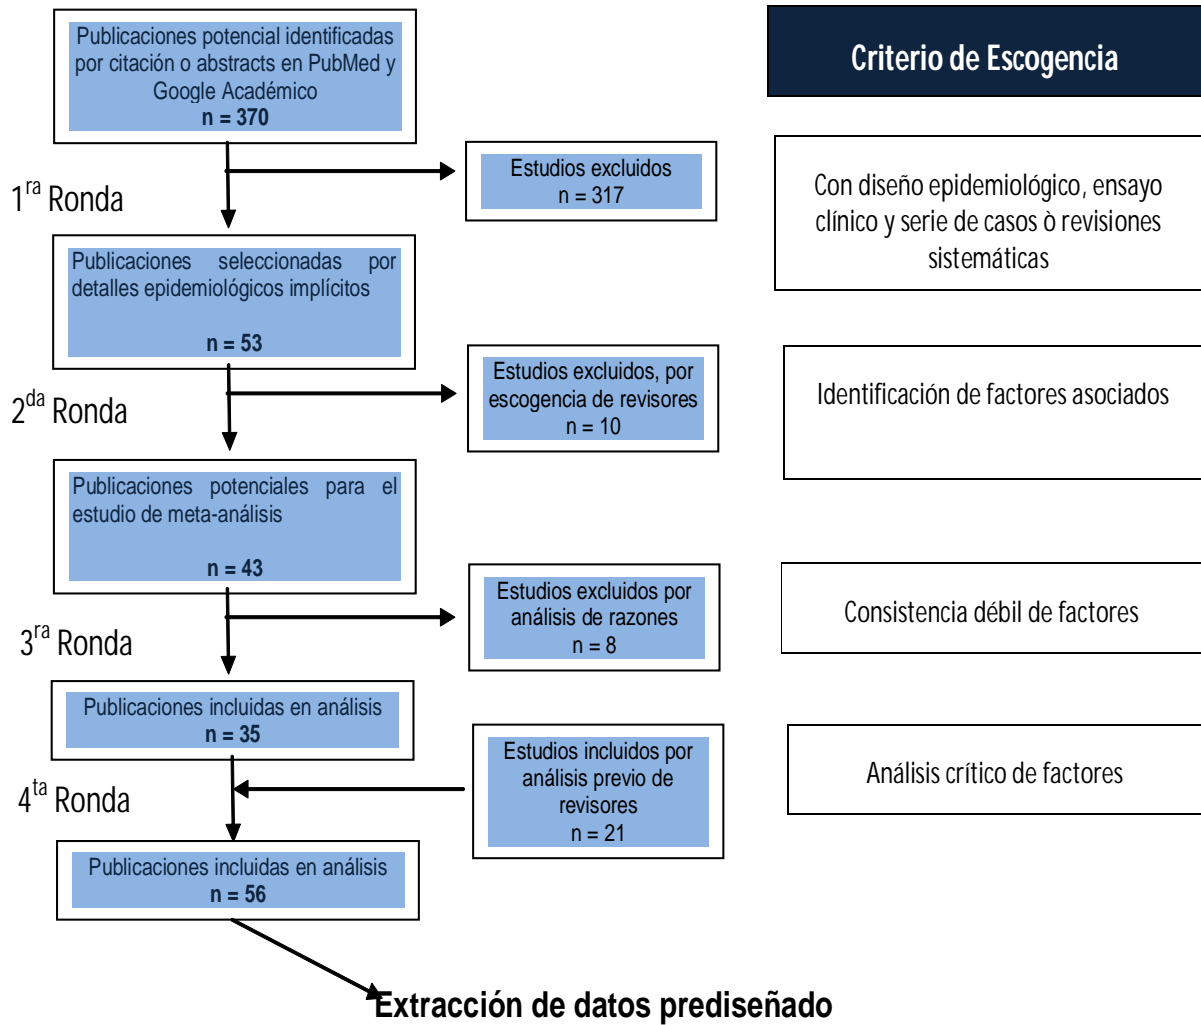 Publicaciones potencial identificadas
por citación o abstracts en PubMed y
Google Académico
n = 370
Criterio de Escogencia
1ra Ronda
Estudios excluidos
n = 317
Con diseño epidemiológico, ensayo
clínico y serie de casos ò revisiones
sistemáticas
Publicaciones seleccionadas por
detalles epidemiológicos implícitos
n = 53
2da Ronda
Estudios excluidos, por
escogencia de revisores
n = 10
Identificación de factores asociados
Publicaciones potenciales para el
estudio de meta-análisis
n = 43
3ra Ronda
Estudios excluidos por
análisis de razones
n = 8
Consistencia débil de factores
Publicaciones incluidas en análisis
n = 35
4ta Ronda
Estudios incluidos por
análisis previo de
revisores
n = 21
Análisis crítico de factores
Publicaciones incluidas en análisis
n = 56
Extracción de datos prediseñado